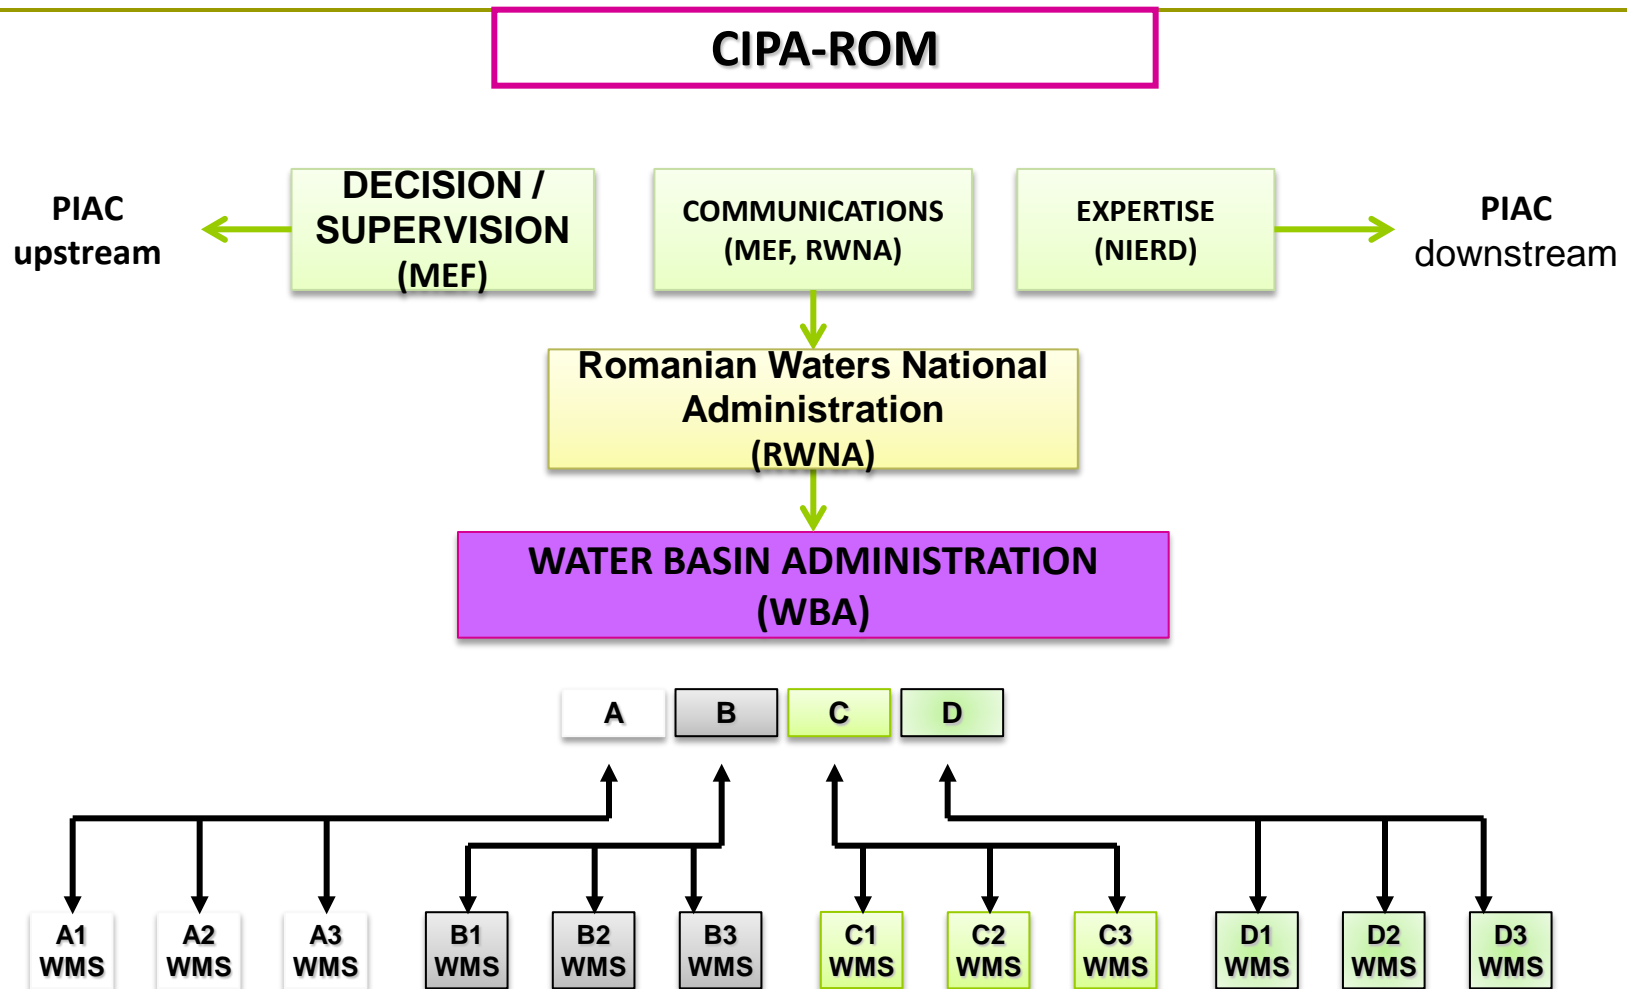 CIPA-ROM
PIAC
upstream
DECISION /
SUPERVISION
(MEF)
COMMUNICATIONS
(MEF, RWNA)
EXPERTISE
(NIERD)
PIAC
downstream
Romanian Waters National
Administration
(RWNA)
WATER BASIN ADMINISTRATION
(WBA)
A
B
C
D
A1
WMS
A2
WMS
A3
WMS
B1
WMS
B2
WMS
B3
WMS
C1
WMS
C2
WMS
C3
WMS
D1
WMS
D2
WMS
D3
WMS